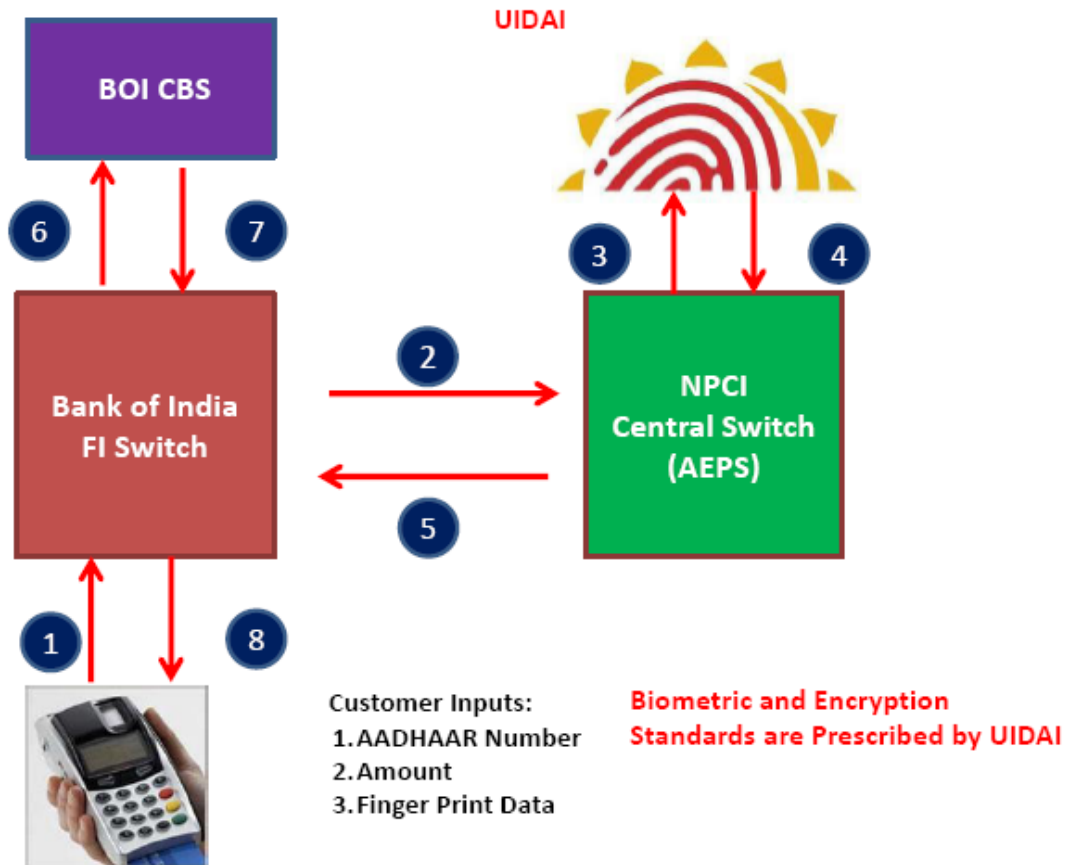 UIDAI
BOI CBS
6
7
3
4
Bank of India
FI Switch
2
NPCI
Central Switch
(AEPS)
5
1
8
Customer Inputs:
1.AADHAAR Number
2.Amount
3.Finger Print Data
Biometric and Encryption
Standards are Prescribed by UIDAI